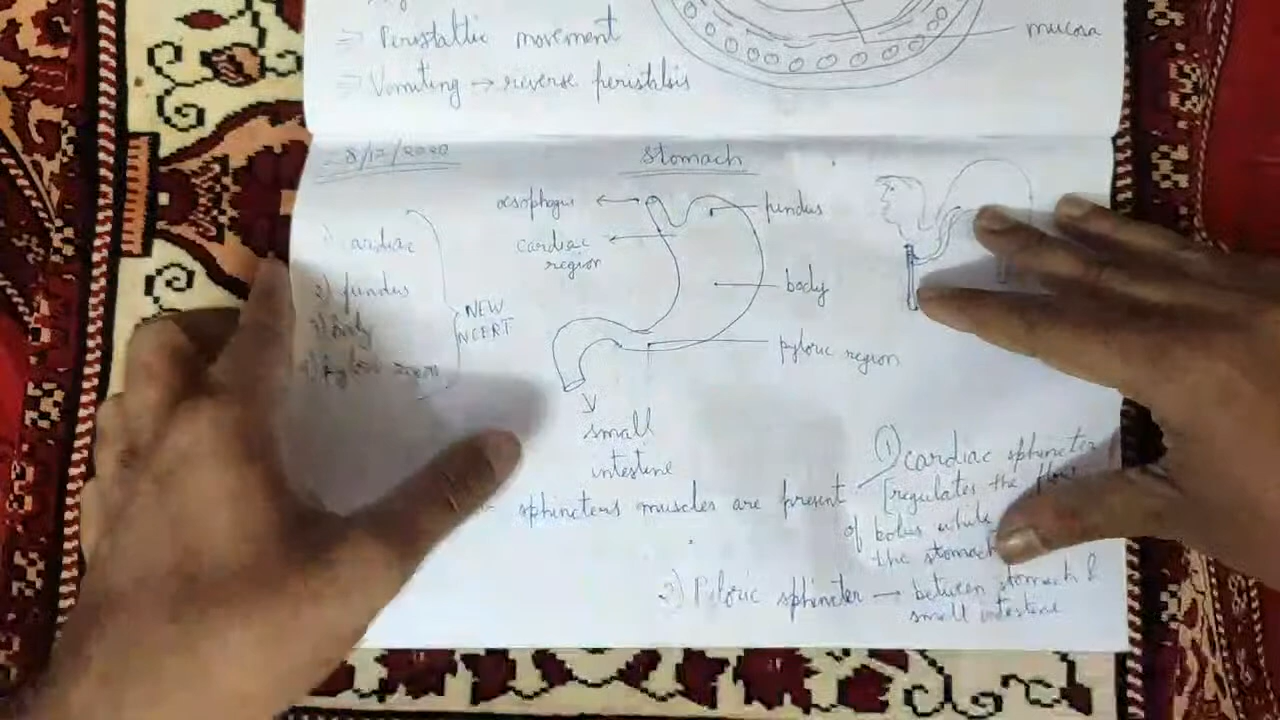 ⇒ Peristaltic movement
⇒ Vomiting → reverse peristalsis
mucosa
8/12/2020
Stomach
oesophagus
fundus
cardiac
region
body
pyloric region
small
intestine
1) cardiac
2) fundus
3) Body
4) Pyloric
NEW
NCERT
sphincters muscles are present
1) cardiac sphincter
[regulates the flow
of bolus while
the stomach
2) Pyloric sphincter → between stomach &
small intestine